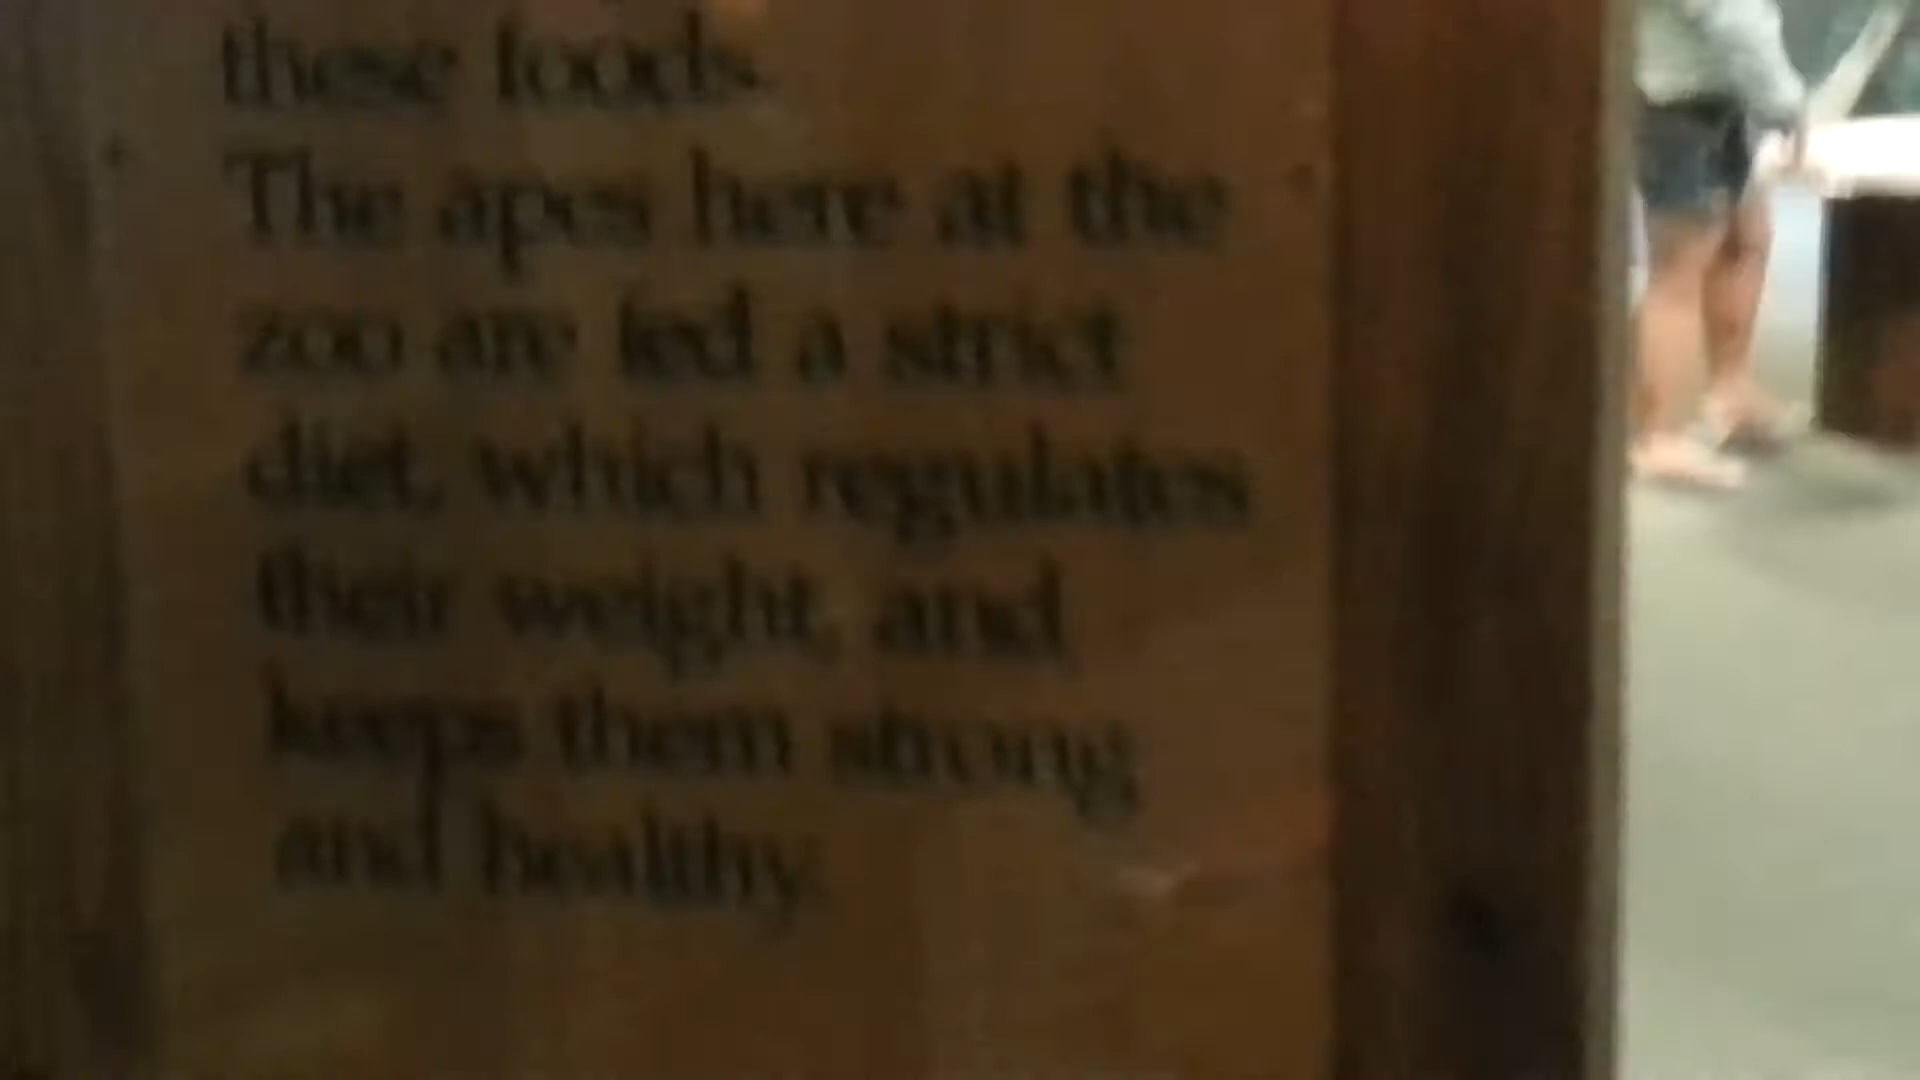 these foods.
The apes here at the
zoo are fed a strict
diet, which regulates
their weight, and
keeps them strong
and healthy.